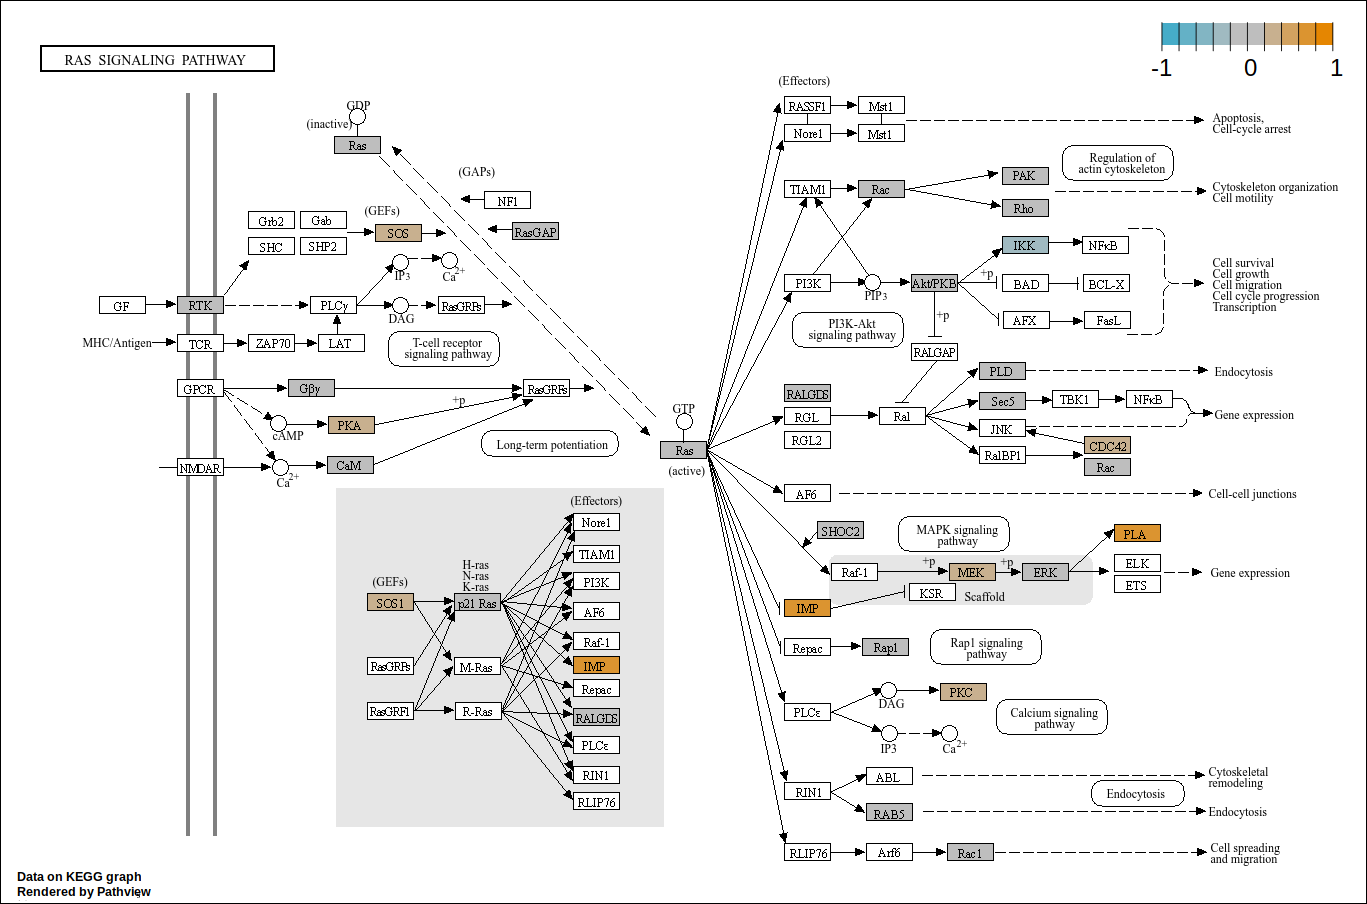 RAS SIGNALING PATHWAY
-1
0
1
GDP
(inactive)
Ras
(GAPs)
NF1
RasGAP
(GEFs)
Grb2
Gab
SOS
SHC
SHP2
IP3
Ca2+
GF
RTK
PLCγ
DAG
RasGRPs
MHC/Antigen
TCR
ZAP70
LAT
T-cell receptor
signaling pathway
GPCR
Gβγ
RasGRFs
+p
cAMP
PKA
NMDAR
Ca2+
CaM
Long-term potentiation
GTP
Ras
(active)
(Effectors)
RASSF1
Mst1
Nore1
Mst1
Apoptosis,
Cell-cycle arrest
TIAM1
Rac
PAK
Rho
Regulation of
actin cytoskeleton
Cytoskeleton organization
Cell motility
PI3K
PIP3
Akt/PKB
+p
IKK
NFκB
BAD
BCL-X
AFX
FasL
Cell survival
Cell growth
Cell migration
Cell cycle progression
Transcription
PI3K-Akt
signaling pathway
+p
RALGAP
RALGDS
RGL
RGL2
Ral
PLD
Endocytosis
Sec5
TBK1
NFκB
Gene expression
JNK
RalBP1
CDC42
Rac
AF6
Cell-cell junctions
SHOC2
MAPK signaling
pathway
PLA
Raf-1
+p
MEK
+p
ERK
ELK
ETS
Gene expression
KSR
Scaffold
IMP
Repac
Rap1
Rap1 signaling
pathway
PLCε
DAG
PKC
IP3
Ca2+
Calcium signaling
pathway
RIN1
ABL
Cytoskeletal
remodeling
RAB5
Endocytosis
Endocytosis
RLIP76
Arf6
Rac1
Cell spreading
and migration
(Effectors)
Nore1
TIAM1
PI3K
AF6
Raf-1
IMP
Repac
RALGDS
PLCε
RIN1
RLIP76
H-ras
N-ras
K-ras
(GEFs)
SOS1
p21 Ras
RasGRPs
M-Ras
RasGRF1
R-Ras
Data on KEGG graph
Rendered by Pathview